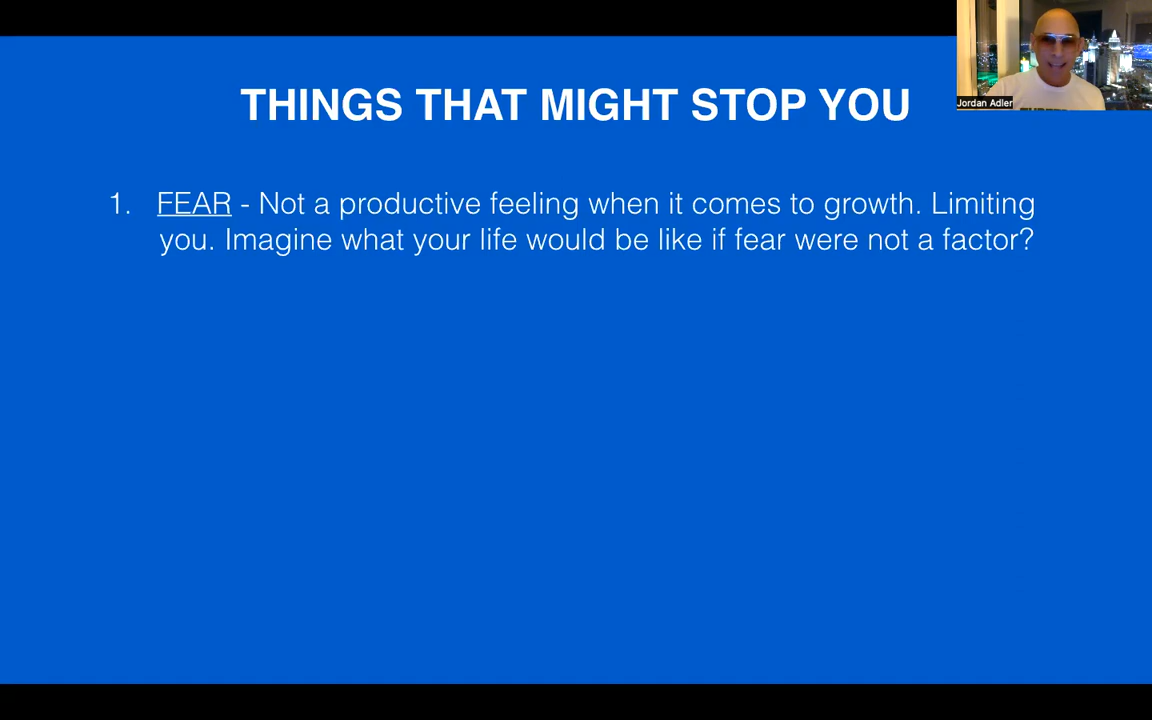 THINGS THAT MIGHT STOP YOU
Jordan Adler
1. FEAR - Not a productive feeling when it comes to growth. Limiting
you. Imagine what your life would be like if fear were not a factor?